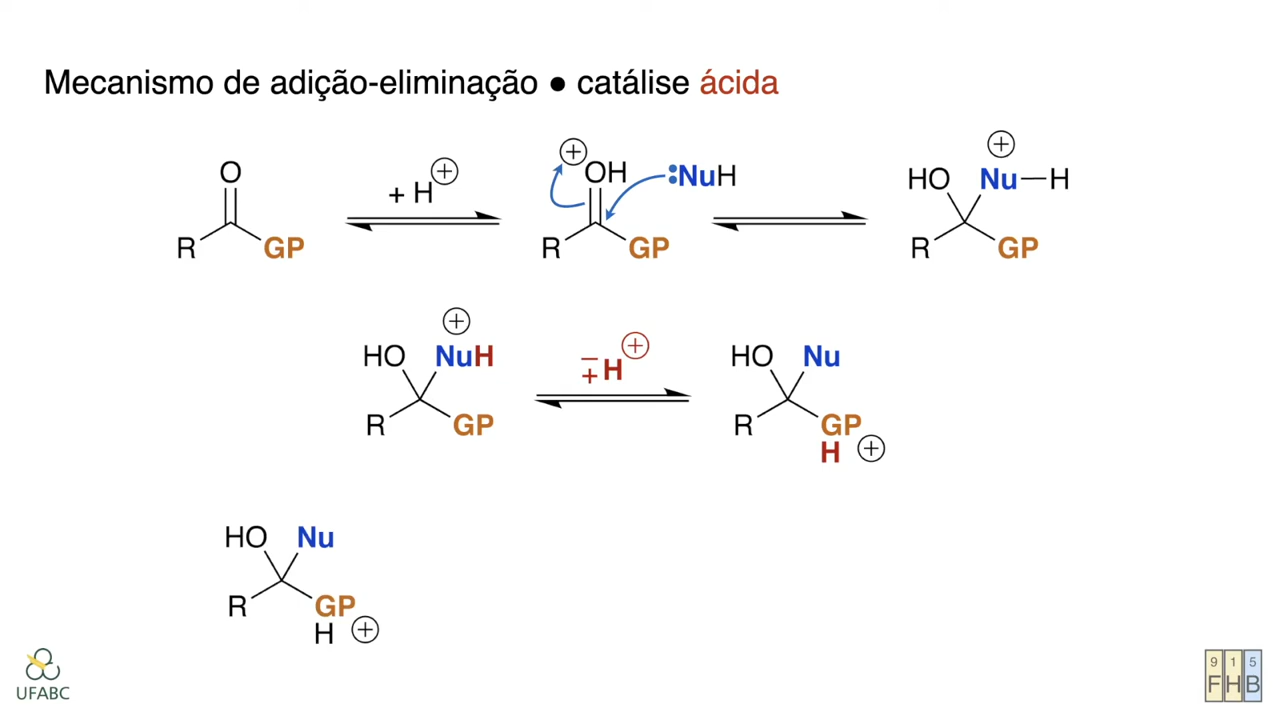 Mecanismo de adição-eliminação ● catálise ácida
O
R GP
+ H ⊕
⊕
OH :NuH
R GP
⊕
HO Nu—H
R GP
⊕
HO NuH
R GP
−
+ H ⊕
HO Nu
R GP
H ⊕
HO Nu
R GP
H ⊕
UFABC
9 1 5
F H B